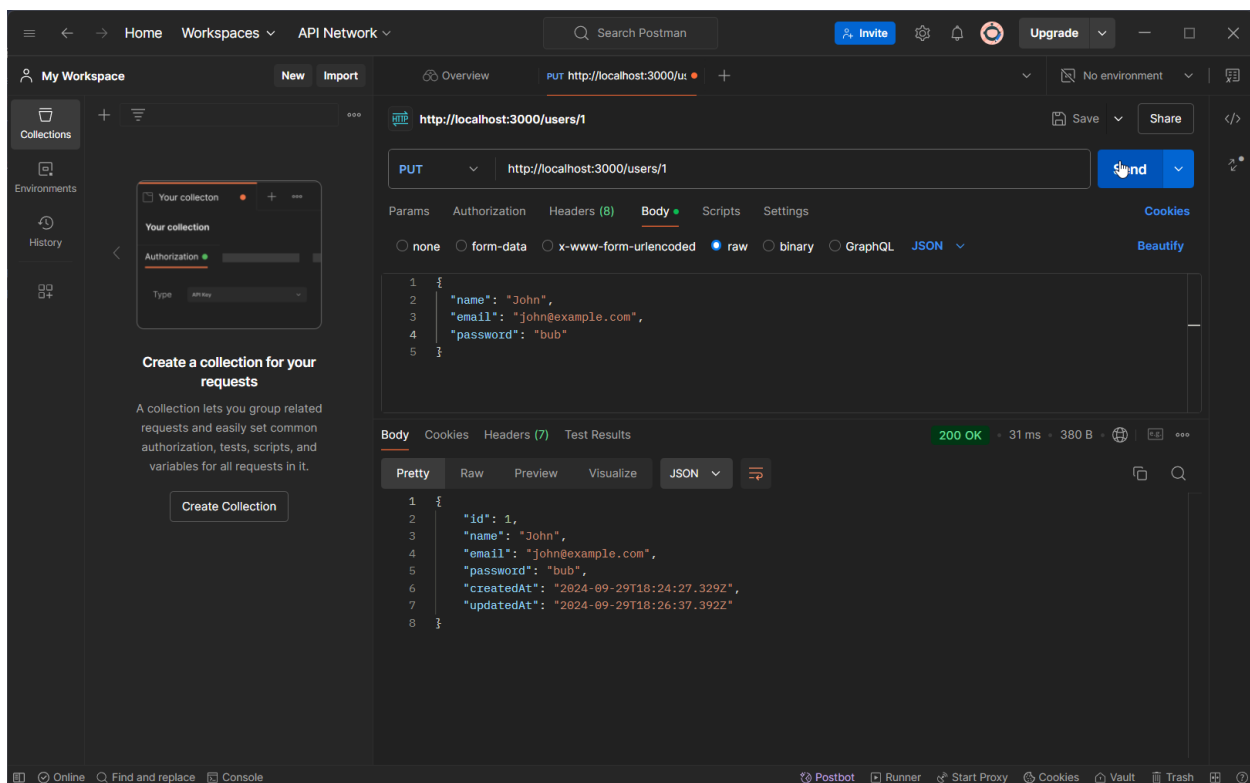 Home Workspaces API Network Search Postman Invite Upgrade
My Workspace New Import Overview PUT http://localhost:3000/us No environment
Collections
Environments
History
Your collecton
Your collection
Authorization
Type API Key
Create a collection for your
requests
A collection lets you group related
requests and easily set common
authorization, tests, scripts, and
variables for all requests in it.
Create Collection
HTTP http://localhost:3000/users/1 Save Share
PUT http://localhost:3000/users/1 Send
Params Authorization Headers (8) Body Scripts Settings Cookies
none form-data x-www-form-urlencoded raw binary GraphQL JSON Beautify
1 {
2 "name": "John",
3 "email": "john@example.com",
4 "password": "bub"
5 }
Body Cookies Headers (7) Test Results 200 OK 31 ms 380 B e.g.
Pretty Raw Preview Visualize JSON
1 {
2 "id": 1,
3 "name": "John",
4 "email": "john@example.com",
5 "password": "bub",
6 "createdAt": "2024-09-29T18:24:27.329Z",
7 "updatedAt": "2024-09-29T18:26:37.392Z"
8 }
Online Find and replace Console Postbot Runner Start Proxy Cookies Vault Trash